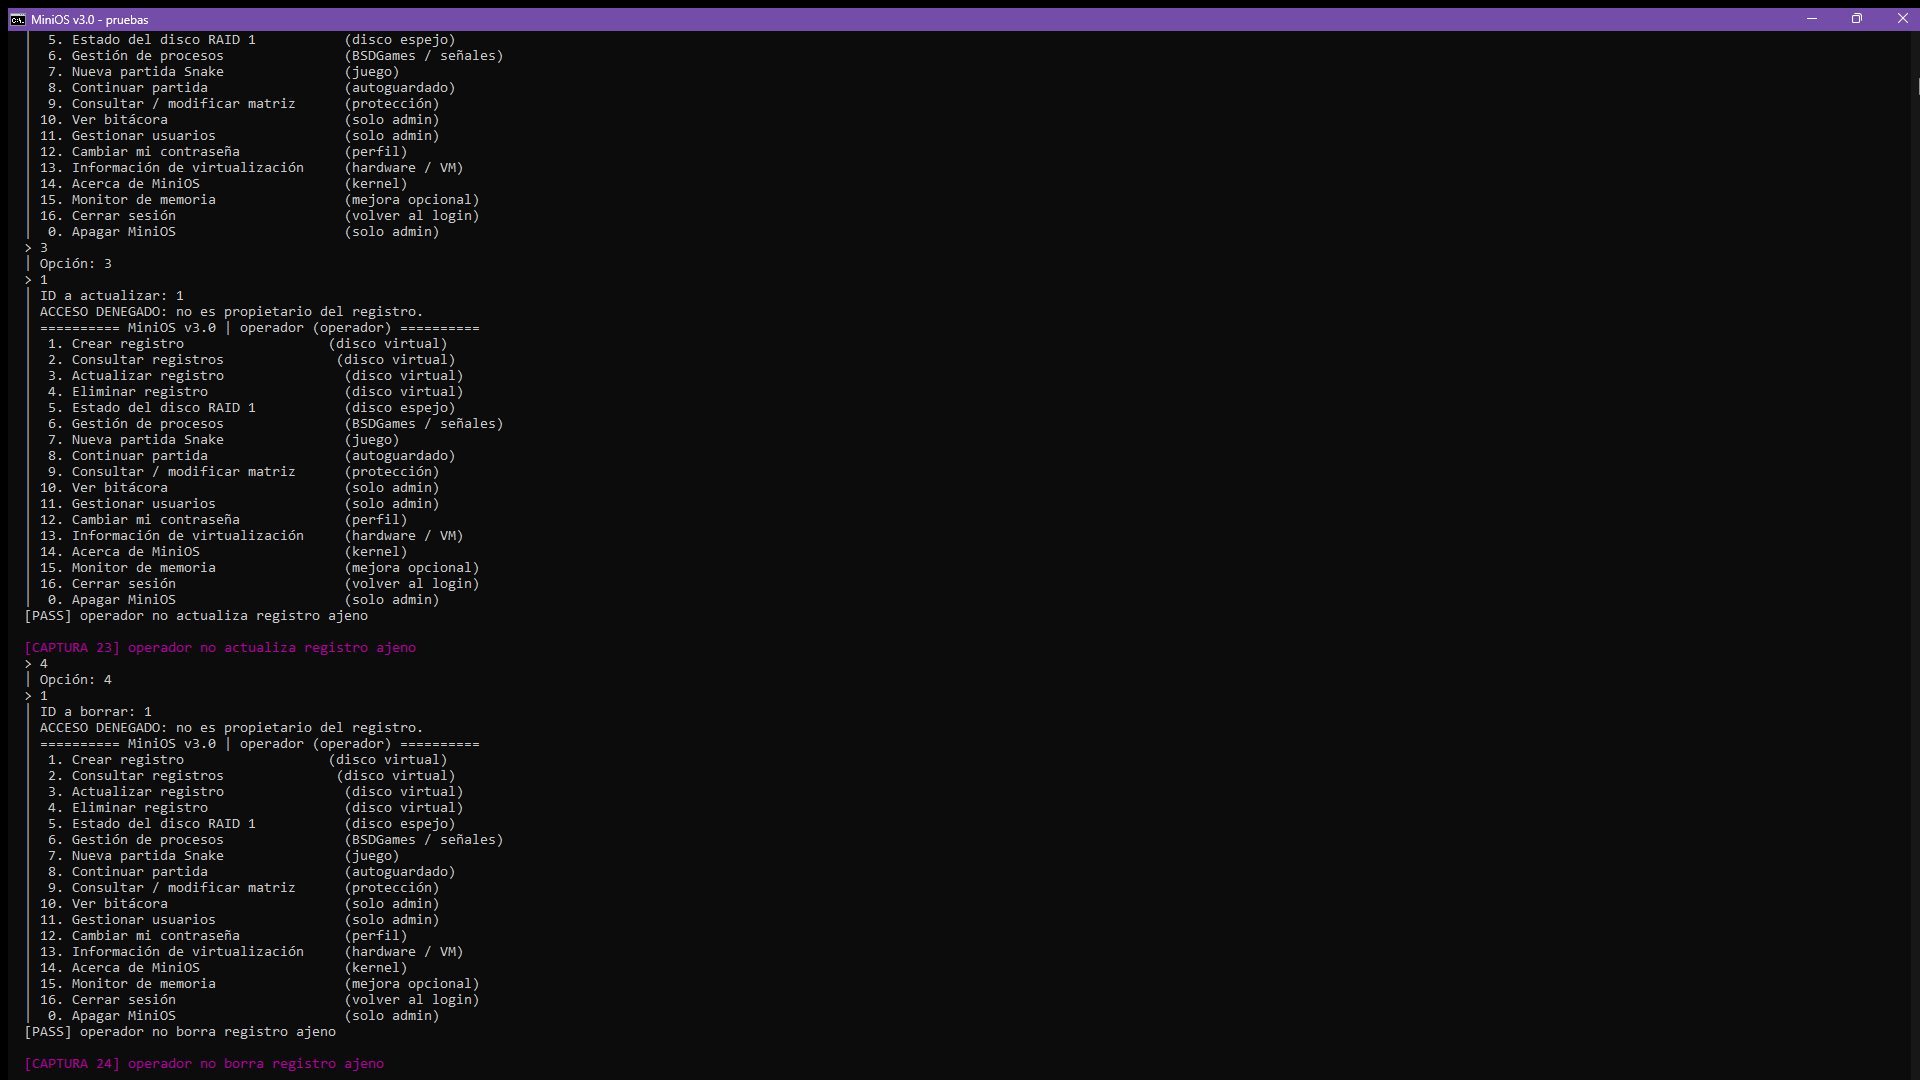 MiniOS v3.0 - pruebas
5. Estado del disco RAID 1 (disco espejo)
6. Gestión de procesos (BSDGames / señales)
7. Nueva partida Snake (juego)
8. Continuar partida (autoguardado)
9. Consultar / modificar matriz (protección)
10. Ver bitácora (solo admin)
11. Gestionar usuarios (solo admin)
12. Cambiar mi contraseña (perfil)
13. Información de virtualización (hardware / VM)
14. Acerca de MiniOS (kernel)
15. Monitor de memoria (mejora opcional)
16. Cerrar sesión (volver al login)
0. Apagar MiniOS (solo admin)
> 3
| Opción: 3
> 1
| ID a actualizar: 1
| ACCESO DENEGADO: no es propietario del registro.
| ========== MiniOS v3.0 | operador (operador) ==========
| 1. Crear registro (disco virtual)
| 2. Consultar registros (disco virtual)
| 3. Actualizar registro (disco virtual)
| 4. Eliminar registro (disco virtual)
| 5. Estado del disco RAID 1 (disco espejo)
| 6. Gestión de procesos (BSDGames / señales)
| 7. Nueva partida Snake (juego)
| 8. Continuar partida (autoguardado)
| 9. Consultar / modificar matriz (protección)
| 10. Ver bitácora (solo admin)
| 11. Gestionar usuarios (solo admin)
| 12. Cambiar mi contraseña (perfil)
| 13. Información de virtualización (hardware / VM)
| 14. Acerca de MiniOS (kernel)
| 15. Monitor de memoria (mejora opcional)
| 16. Cerrar sesión (volver al login)
| 0. Apagar MiniOS (solo admin)
[PASS] operador no actualiza registro ajeno
[CAPTURA 23] operador no actualiza registro ajeno
> 4
| Opción: 4
> 1
| ID a borrar: 1
| ACCESO DENEGADO: no es propietario del registro.
| ========== MiniOS v3.0 | operador (operador) ==========
| 1. Crear registro (disco virtual)
| 2. Consultar registros (disco virtual)
| 3. Actualizar registro (disco virtual)
| 4. Eliminar registro (disco virtual)
| 5. Estado del disco RAID 1 (disco espejo)
| 6. Gestión de procesos (BSDGames / señales)
| 7. Nueva partida Snake (juego)
| 8. Continuar partida (autoguardado)
| 9. Consultar / modificar matriz (protección)
| 10. Ver bitácora (solo admin)
| 11. Gestionar usuarios (solo admin)
| 12. Cambiar mi contraseña (perfil)
| 13. Información de virtualización (hardware / VM)
| 14. Acerca de MiniOS (kernel)
| 15. Monitor de memoria (mejora opcional)
| 16. Cerrar sesión (volver al login)
| 0. Apagar MiniOS (solo admin)
[PASS] operador no borra registro ajeno
[CAPTURA 24] operador no borra registro ajeno